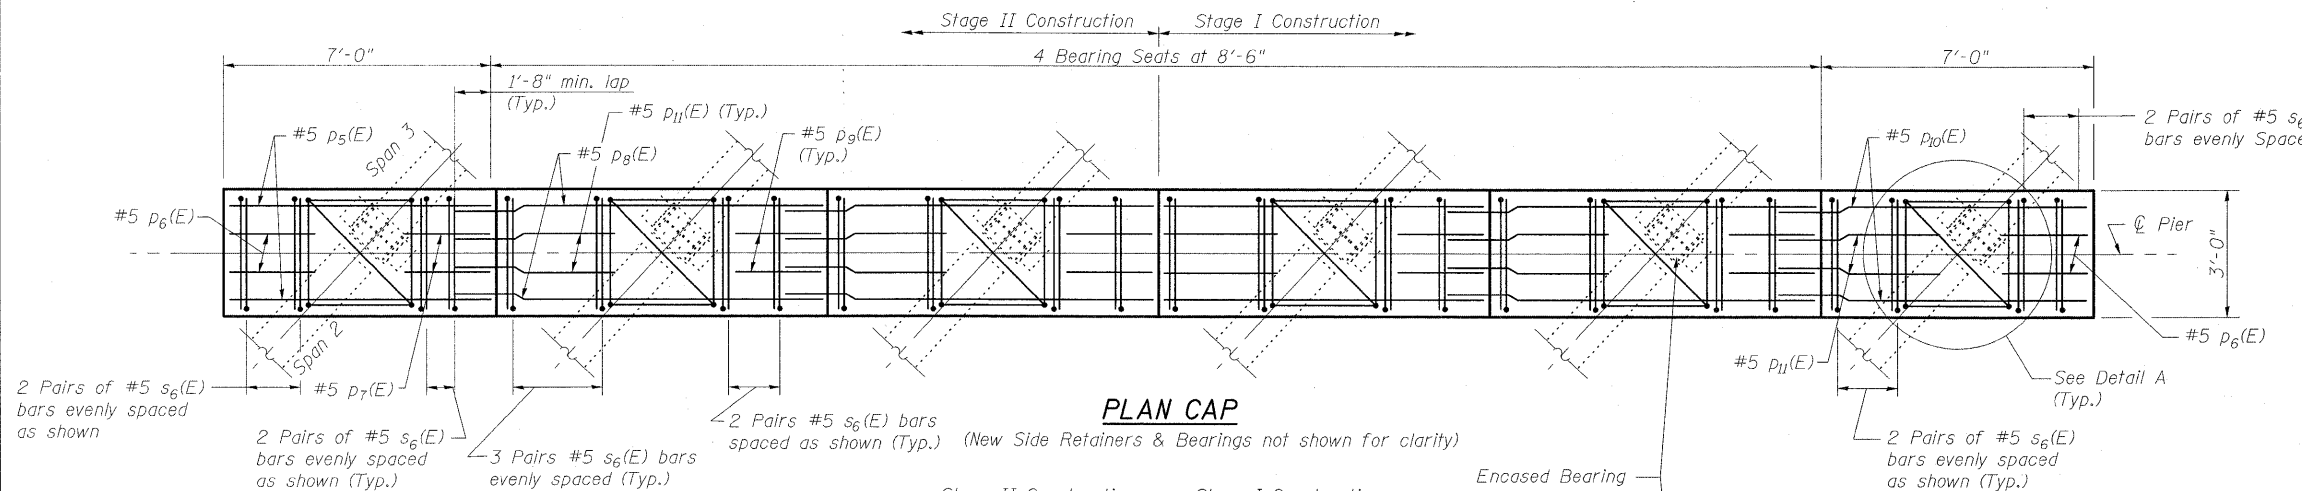 Stage II Construction
Stage I Construction
7'-0"
4 Bearing Seats at 8'-6"
7'-0"
1'-8" min. lap
(Typ.)
#5 p11(E) (Typ.)
#5 p5(E)
Span 3
#5 p8(E)
#5 p9(E)
(Typ.)
#5 p10(E)
2 Pairs of #5 s6
bars evenly Space
#5 p6(E)
℄ Pier
3'-0"
Span 2
#5 p6(E)
#5 p11(E)
2 Pairs of #5 s6(E)
bars evenly spaced
as shown
#5 p7(E)
2 Pairs of #5 s6(E)
bars evenly spaced
as shown (Typ.)
3 Pairs #5 s6(E) bars
evenly spaced (Typ.)
2 Pairs #5 s6(E) bars
spaced as shown (Typ.)
PLAN CAP
(New Side Retainers & Bearings not shown for clarity)
See Detail A
(Typ.)
2 Pairs of #5 s6(E)
bars evenly spaced
as shown (Typ.)
Encased Bearing
Stage II Construction
Stage I Construction